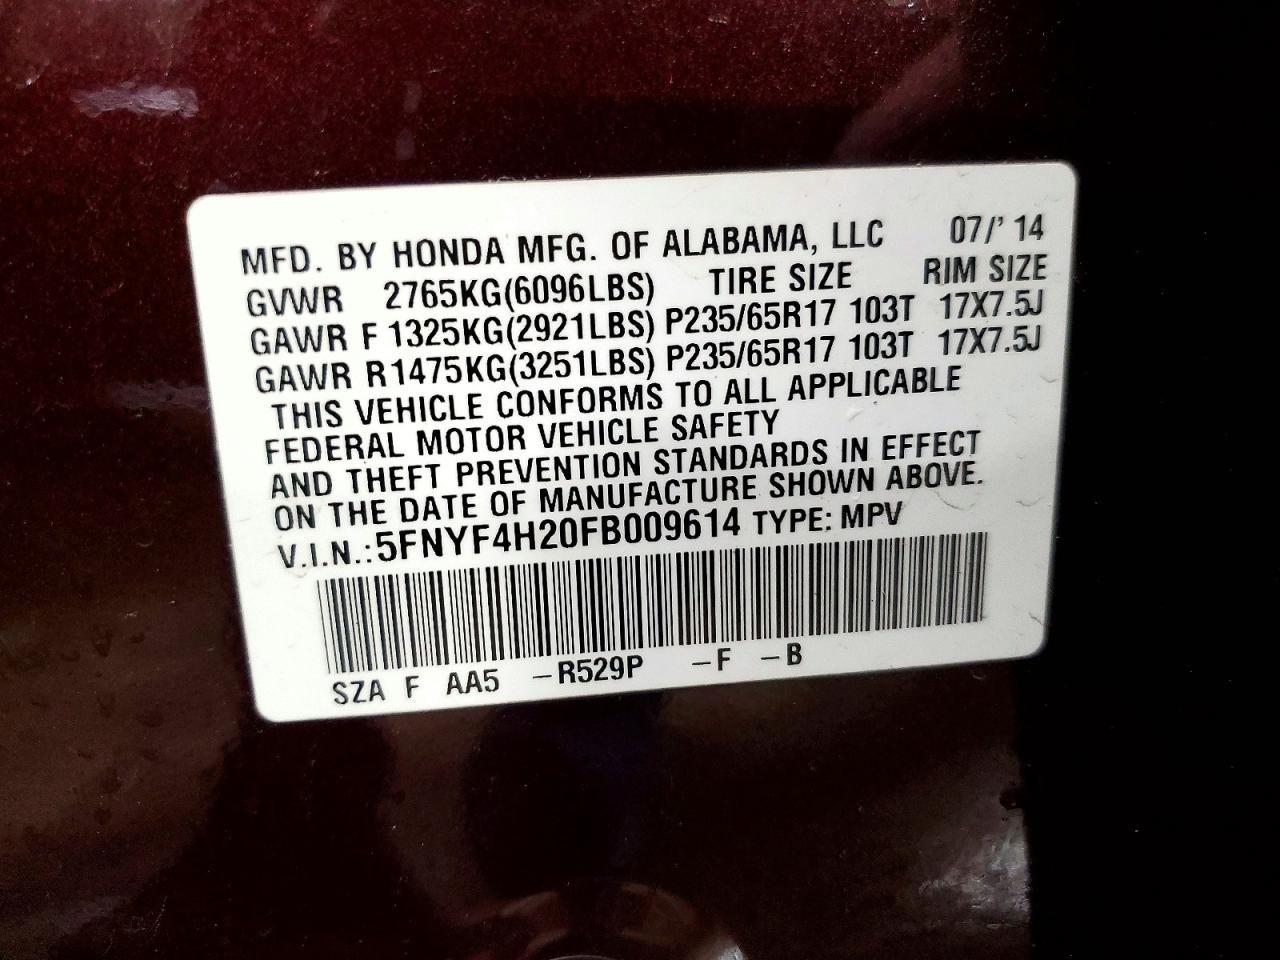 MFD. BY HONDA MFG. OF ALABAMA, LLC 07/' 14
GVWR 2765KG(6096LBS) TIRE SIZE RIM SIZE
GAWR F 1325KG(2921LBS) P235/65R17 103T 17X7.5J
GAWR R1475KG(3251LBS) P235/65R17 103T 17X7.5J
THIS VEHICLE CONFORMS TO ALL APPLICABLE
FEDERAL MOTOR VEHICLE SAFETY
AND THEFT PREVENTION STANDARDS IN EFFECT
ON THE DATE OF MANUFACTURE SHOWN ABOVE.
V.I.N.:5FNYF4H20FB009614 TYPE: MPV
SZA F AA5 –R529P –F –B